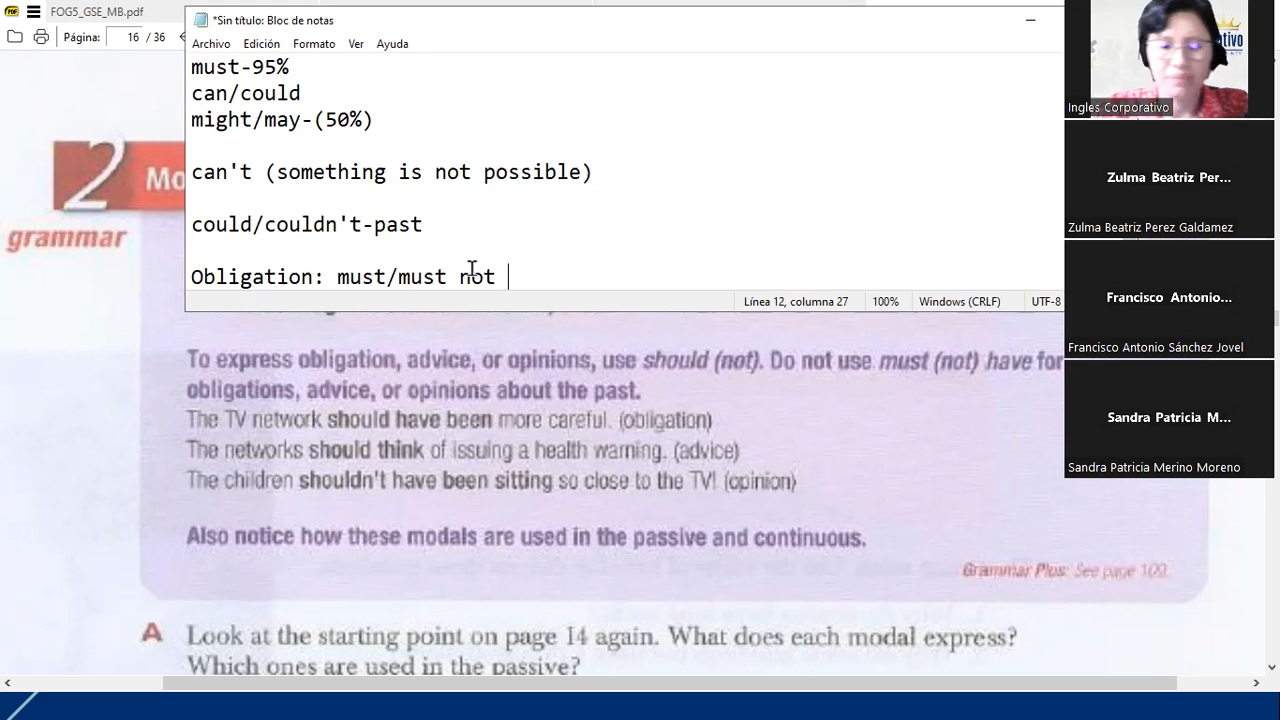 FOG5_GSE_MB.pdf
*Sin título: Bloc de notas
Página: 16 / 36
Archivo Edición Formato Ver Ayuda
must-95%
can/could
might/may-(50%)
can't (something is not possible)
could/couldn't-past
Obligation: must/must not
Línea 12, columna 27 100% Windows (CRLF) UTF-8
2 Mo
grammar
To express obligation, advice, or opinions, use should (not). Do not use must (not) have for
obligations, advice, or opinions about the past.
The TV network should have been more careful. (obligation)
The networks should think of issuing a health warning. (advice)
The children shouldn't have been sitting so close to the TV! (opinion)
Also notice how these modals are used in the passive and continuous.
Grammar Plus: See page 109.
A Look at the starting point on page 14 again. What does each modal express?
Which ones are used in the passive?
Ingles Corporativo
Zulma Beatriz Per...
Zulma Beatriz Perez Galdamez
Francisco Antonio...
Francisco Antonio Sánchez Jovel
Sandra Patricia M...
Sandra Patricia Merino Moreno